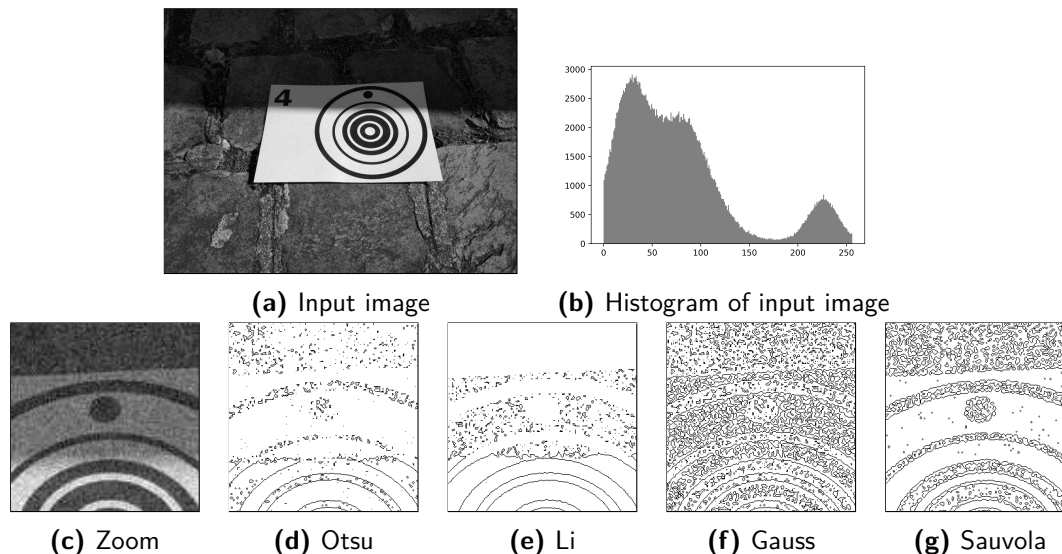 4
3000
2500
2000
1500
1000
500
0
0 50 100 150 200 250
(a) Input image
(b) Histogram of input image
(c) Zoom
(d) Otsu
(e) Li
(f) Gauss
(g) Sauvola